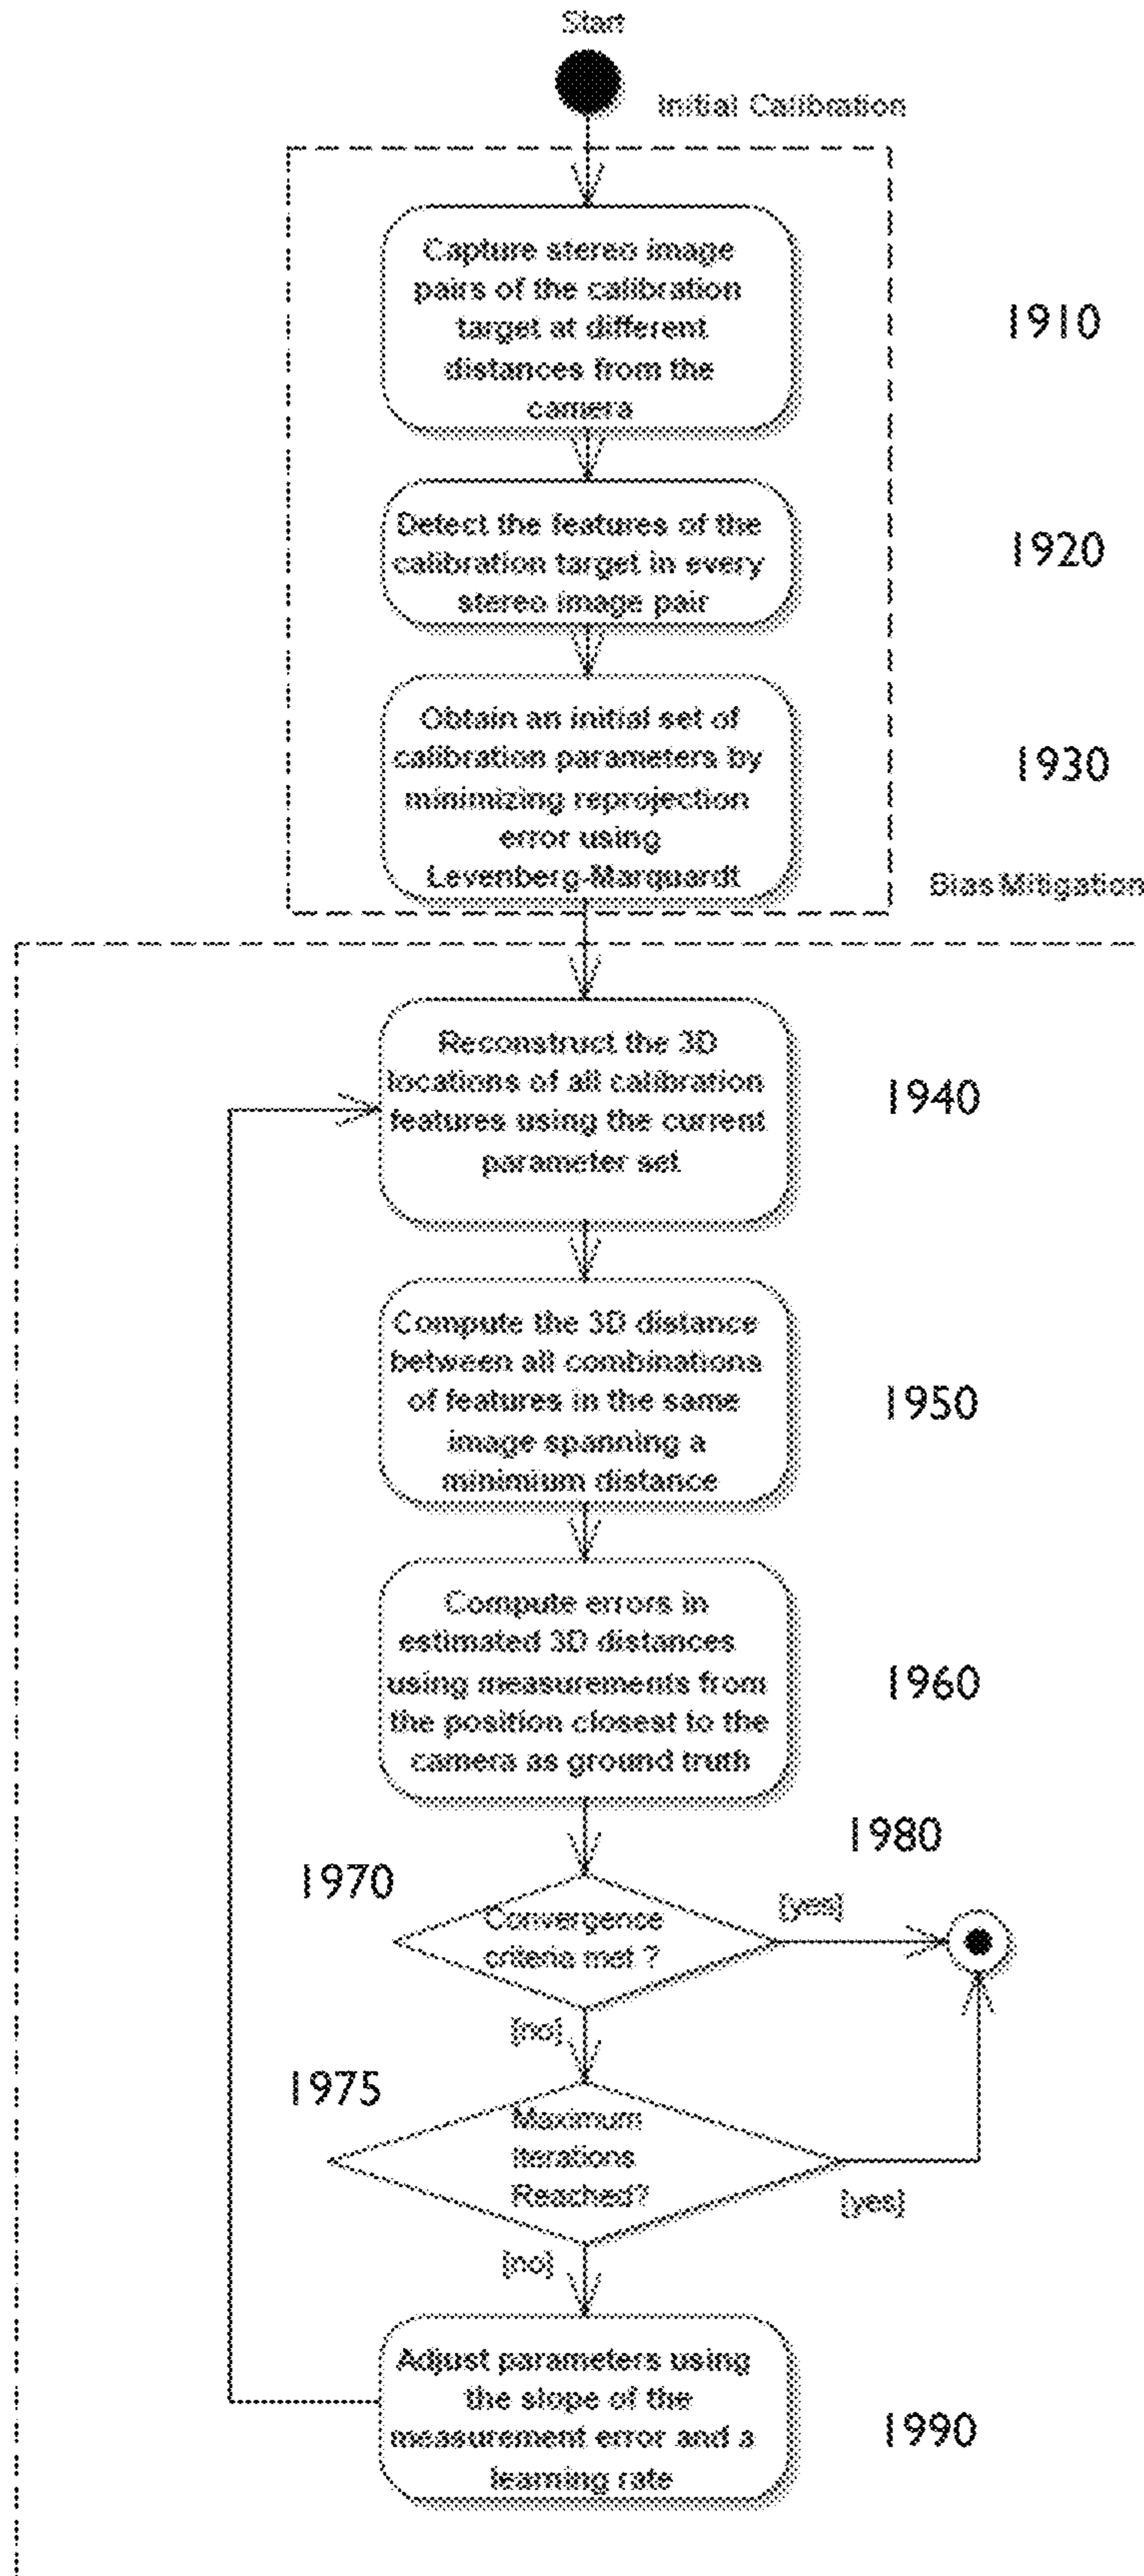 Start
Initial Calibration
Capture stereo image
pairs of the calibration
target at different
distances from the
camera
1910
Detect the features of the
calibration target in every
stereo image pair
1920
Obtain an initial set of
calibration parameters by
minimizing reprojection
error using
Levenberg-Marquardt
1930
Bias Mitigation
Reconstruct the 3D
locations of all calibration
features using the current
parameter set
1940
Compute the 3D distance
between all combinations
of features in the same
image spanning a
minimium distance
1950
Compute errors in
estimated 3D distances
using measurements from
the position closest to the
camera as ground truth
1960
1980
1970
Convergence
criteria met ?
[yes]
[no]
1975
Maximum
Iterations
Reached?
[yes]
[no]
Adjust parameters using
the slope of the
measurement error and a
learning rate
1990